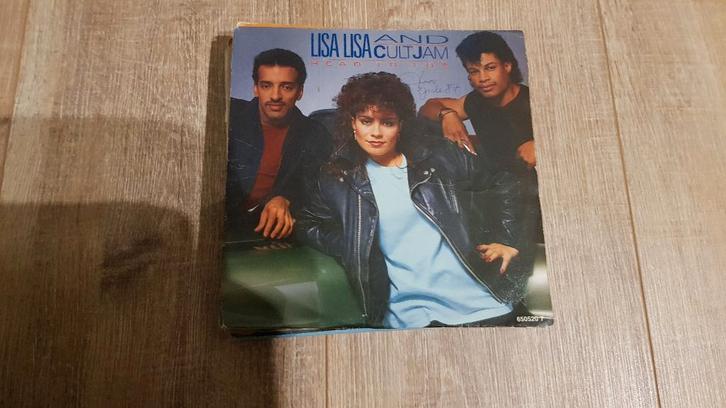 LISA LISA AND
CULT JAM
HEAD TO TOE
650520 7